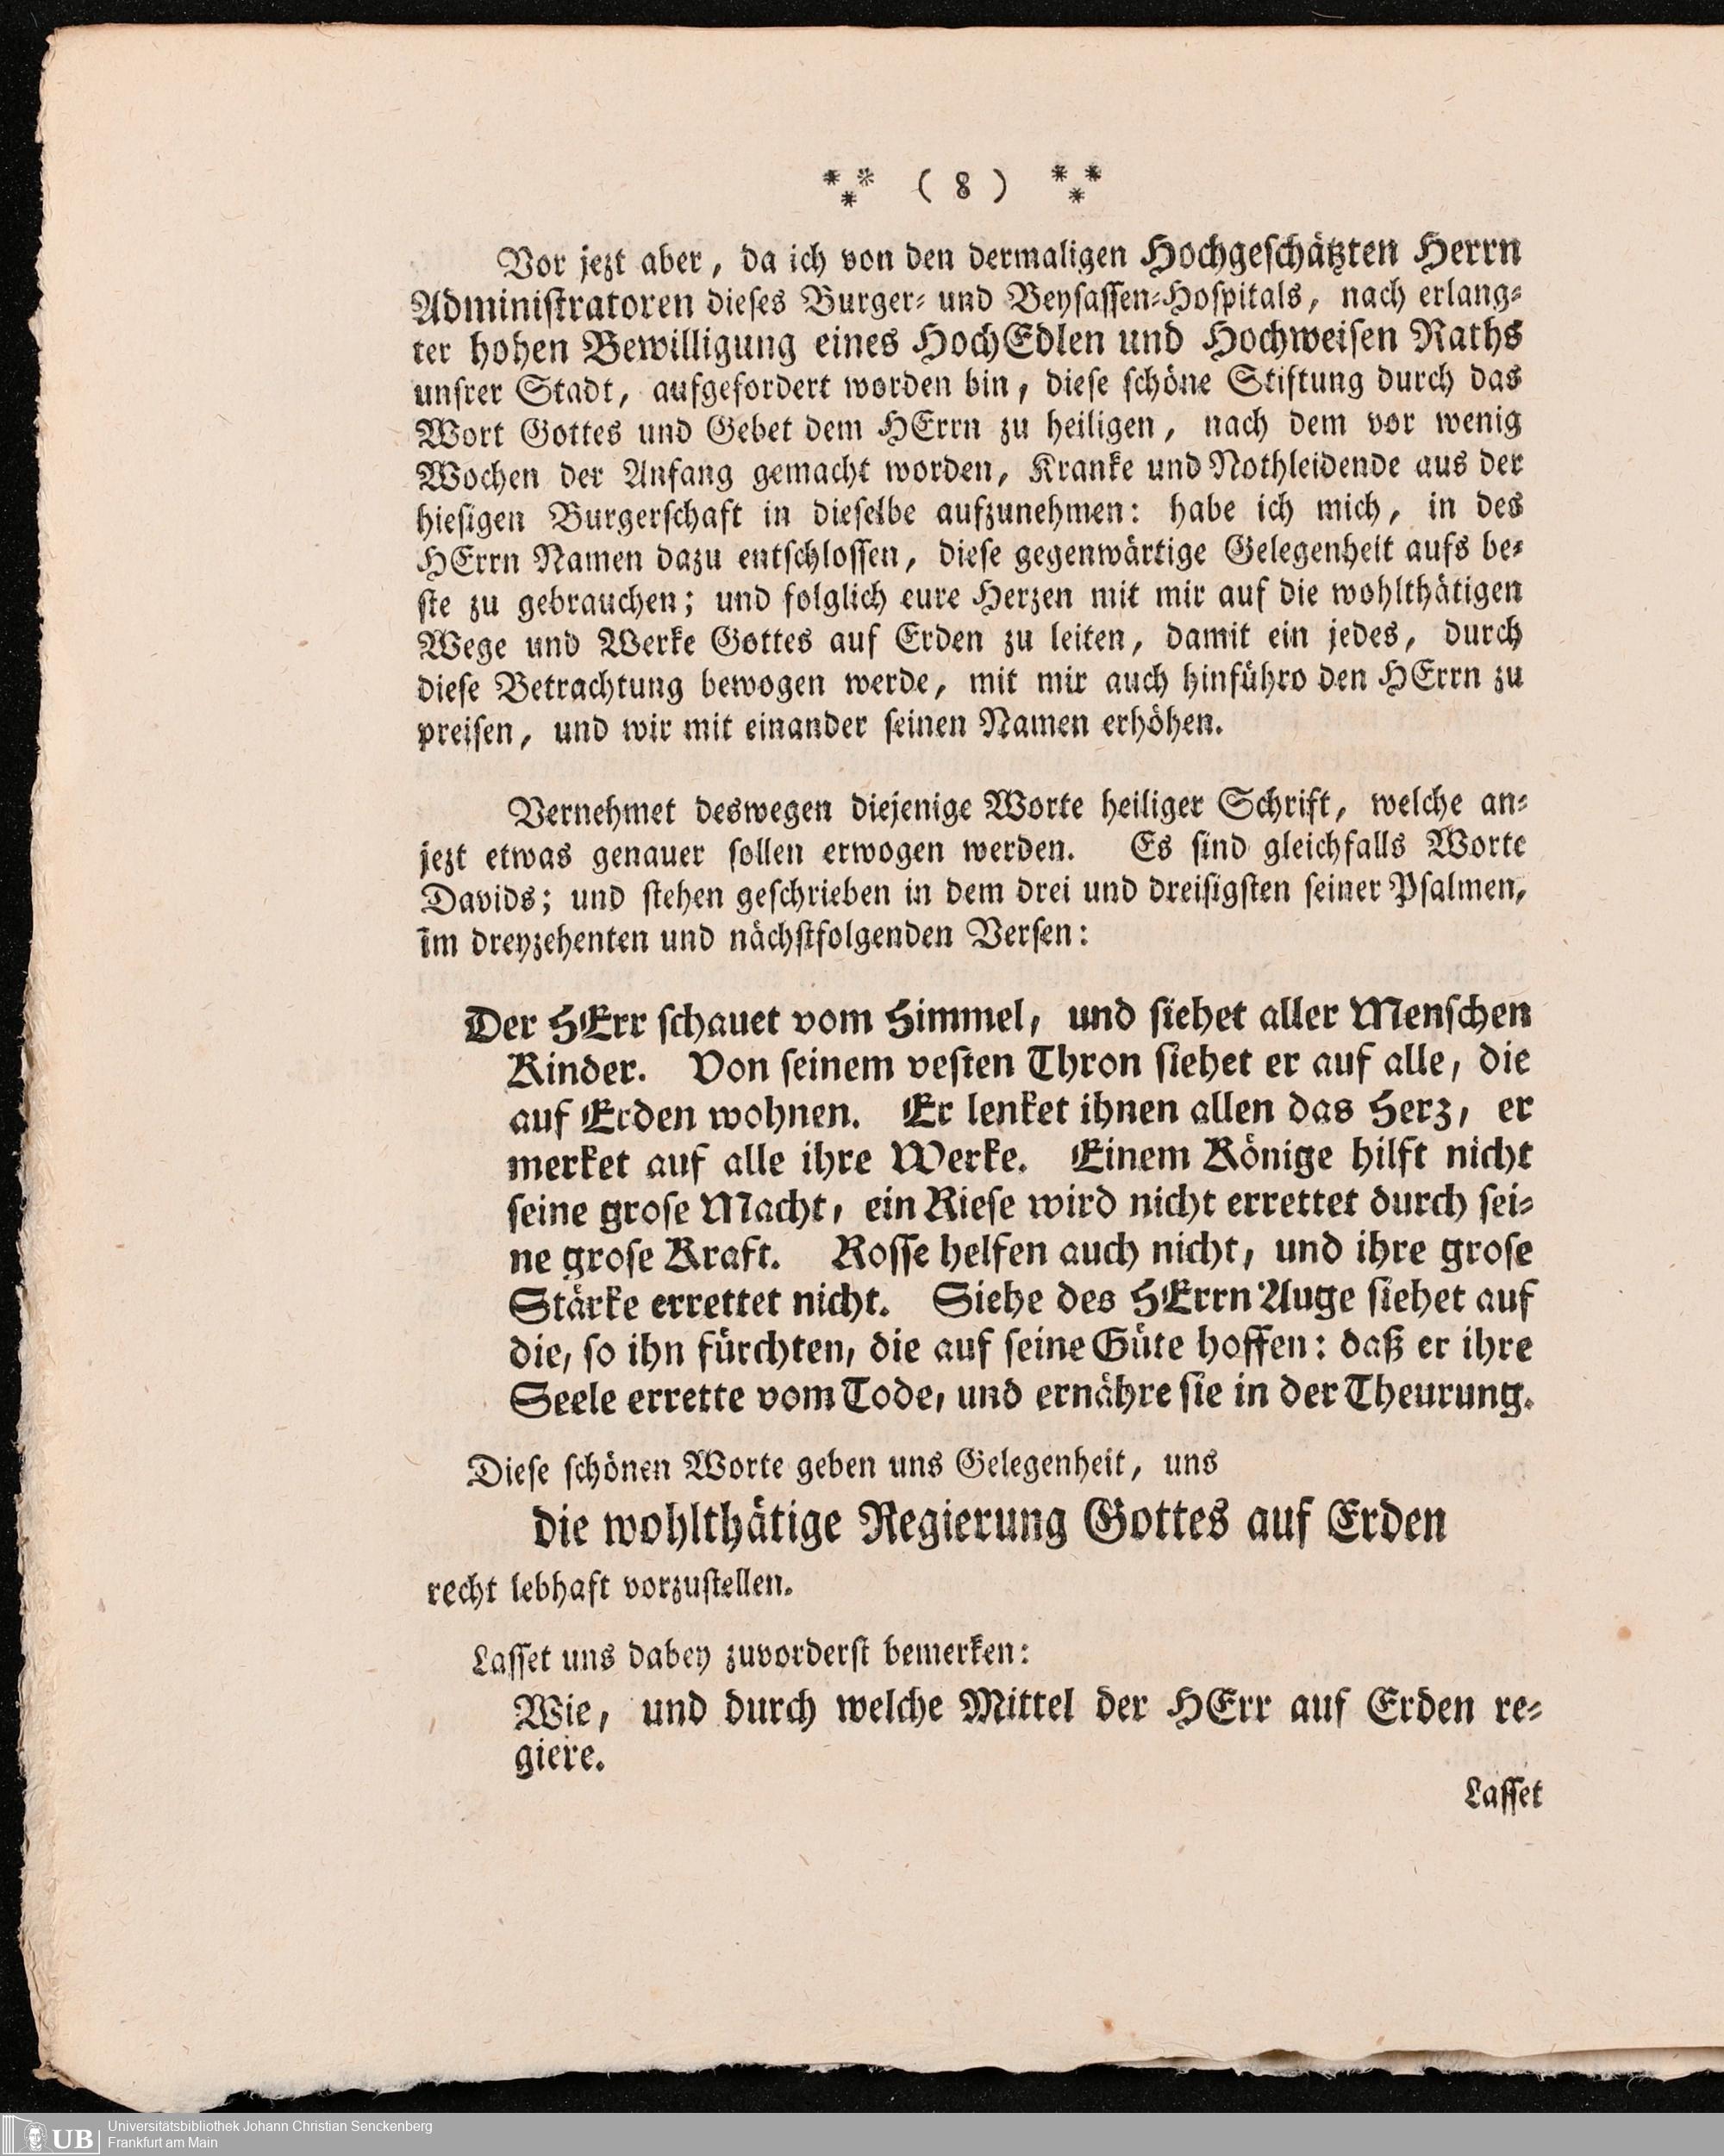 ** * ( 8 ) ** *
Vor jezt aber, da ich von den dermaligen Hochgeschätzten Herrn
Administratoren dieses Burger- und Beysassen-Hospitals, nach erlang-
ter hohen Bewilligung eines HochEdlen und Hochweisen Raths
unsrer Stadt, aufgefordert worden bin, diese schöne Stiftung durch das
Wort Gottes und Gebet dem HErrn zu heiligen, nach dem vor wenig
Wochen der Anfang gemacht worden, Kranke und Nothleidende aus der
hiesigen Burgerschaft in dieselbe aufzunehmen: habe ich mich, in des
HErrn Namen dazu entschlossen, diese gegenwärtige Gelegenheit aufs be-
ste zu gebrauchen; und folglich eure Herzen mit mir auf die wohlthätigen
Wege und Werke Gottes auf Erden zu leiten, damit ein jedes, durch
diese Betrachtung bewogen werde, mit mir auch hinführo den HErrn zu
preisen, und wir mit einander seinen Namen erhöhen.
Vernehmet deswegen diejenige Worte heiliger Schrift, welche an-
jezt etwas genauer sollen erwogen werden. Es sind gleichfalls Worte
Davids; und stehen geschrieben in dem drei und dreisigsten seiner Psalmen,
im dreyzehenten und nächstfolgenden Versen:
Der HErr schauet vom Himmel, und siehet aller Menschen
Kinder. Von seinem vesten Thron siehet er auf alle, die
auf Erden wohnen. Er lenket ihnen allen das Herz, er
merket auf alle ihre Werke. Einem Könige hilft nicht
seine grose Macht, ein Riese wird nicht errettet durch sei-
ne grose Kraft. Rosse helfen auch nicht, und ihre grose
Stärke errettet nicht. Siehe des HErrn Auge siehet auf
die, so ihn fürchten, die auf seine Güte hoffen: daß er ihre
Seele errette vom Tode, und ernähre sie in der Theurung.
Diese schönen Worte geben uns Gelegenheit, uns
die wohlthätige Regierung Gottes auf Erden
recht lebhaft vorzustellen.
Lasset uns dabey zuvorderst bemerken:
Wie, und durch welche Mittel der HErr auf Erden re-
giere.
Lasset
UB
Universitätsbibliothek Johann Christian Senckenberg
Frankfurt am Main